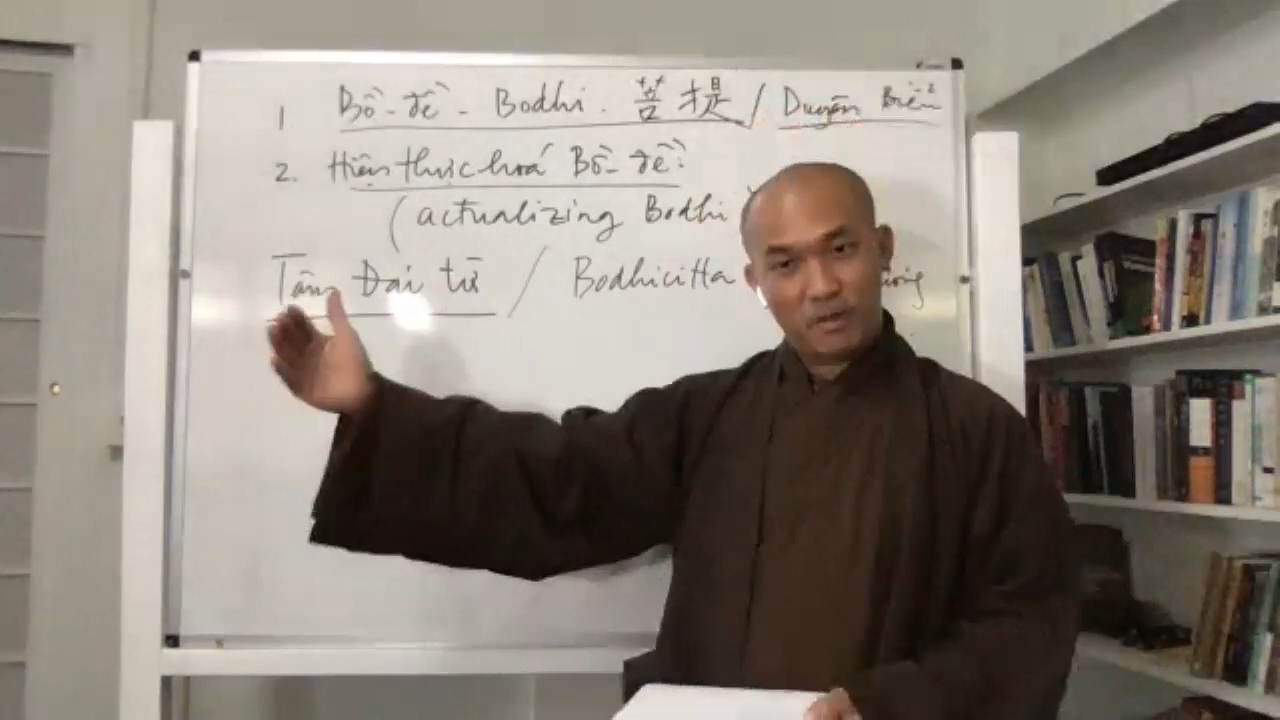 1 Bồ-đề - Bodhi. 菩提 / Duyên Biến
2. Hiện thực hoá Bồ-đề:
(actualizing Bodhi
Tâm Đại từ / Bodhicitta